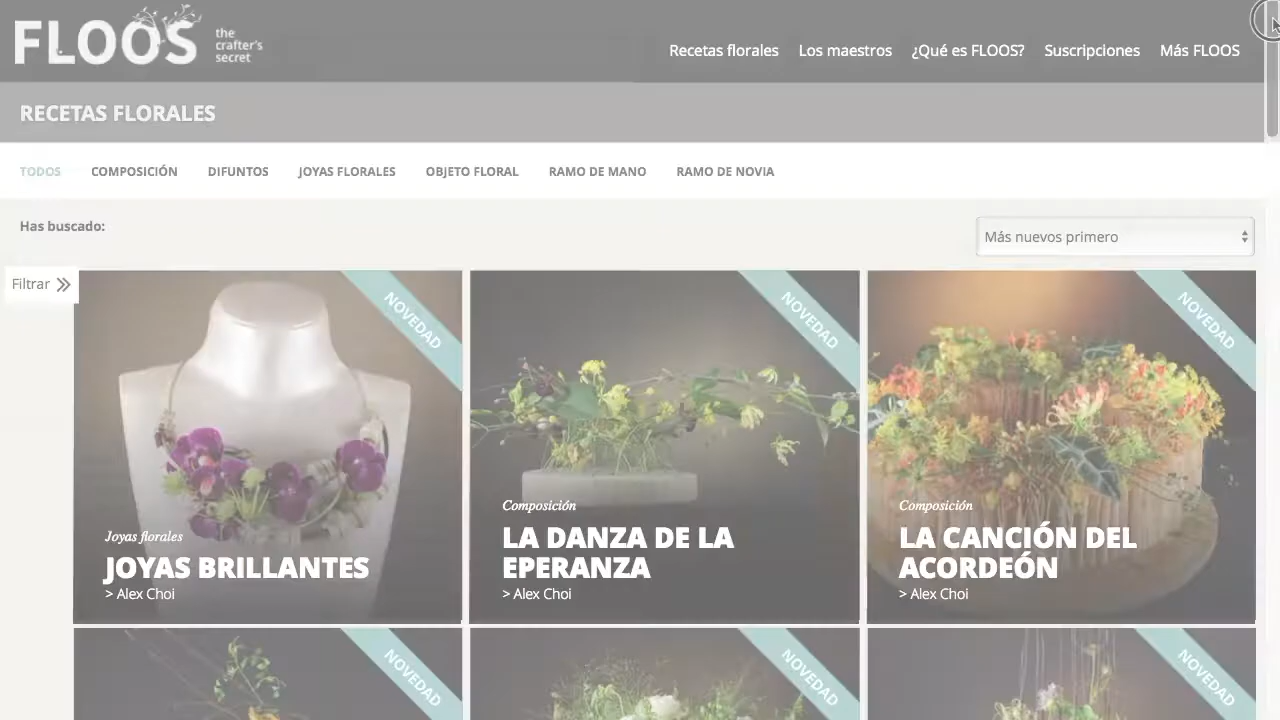 FLOOS
the
crafter's
secret
Recetas florales
Los maestros
¿Qué es FLOOS?
Suscripciones
Más FLOOS
RECETAS FLORALES
TODOS
COMPOSICIÓN
DIFUNTOS
JOYAS FLORALES
OBJETO FLORAL
RAMO DE MANO
RAMO DE NOVIA
Has buscado:
Más nuevos primero
Filtrar
NOVEDAD
Joyas florales
JOYAS BRILLANTES
> Alex Choi
NOVEDAD
Composición
LA DANZA DE LA
EPERANZA
> Alex Choi
NOVEDAD
Composición
LA CANCIÓN DEL
ACORDEÓN
> Alex Choi
NOVEDAD
NOVEDAD
NOVEDAD